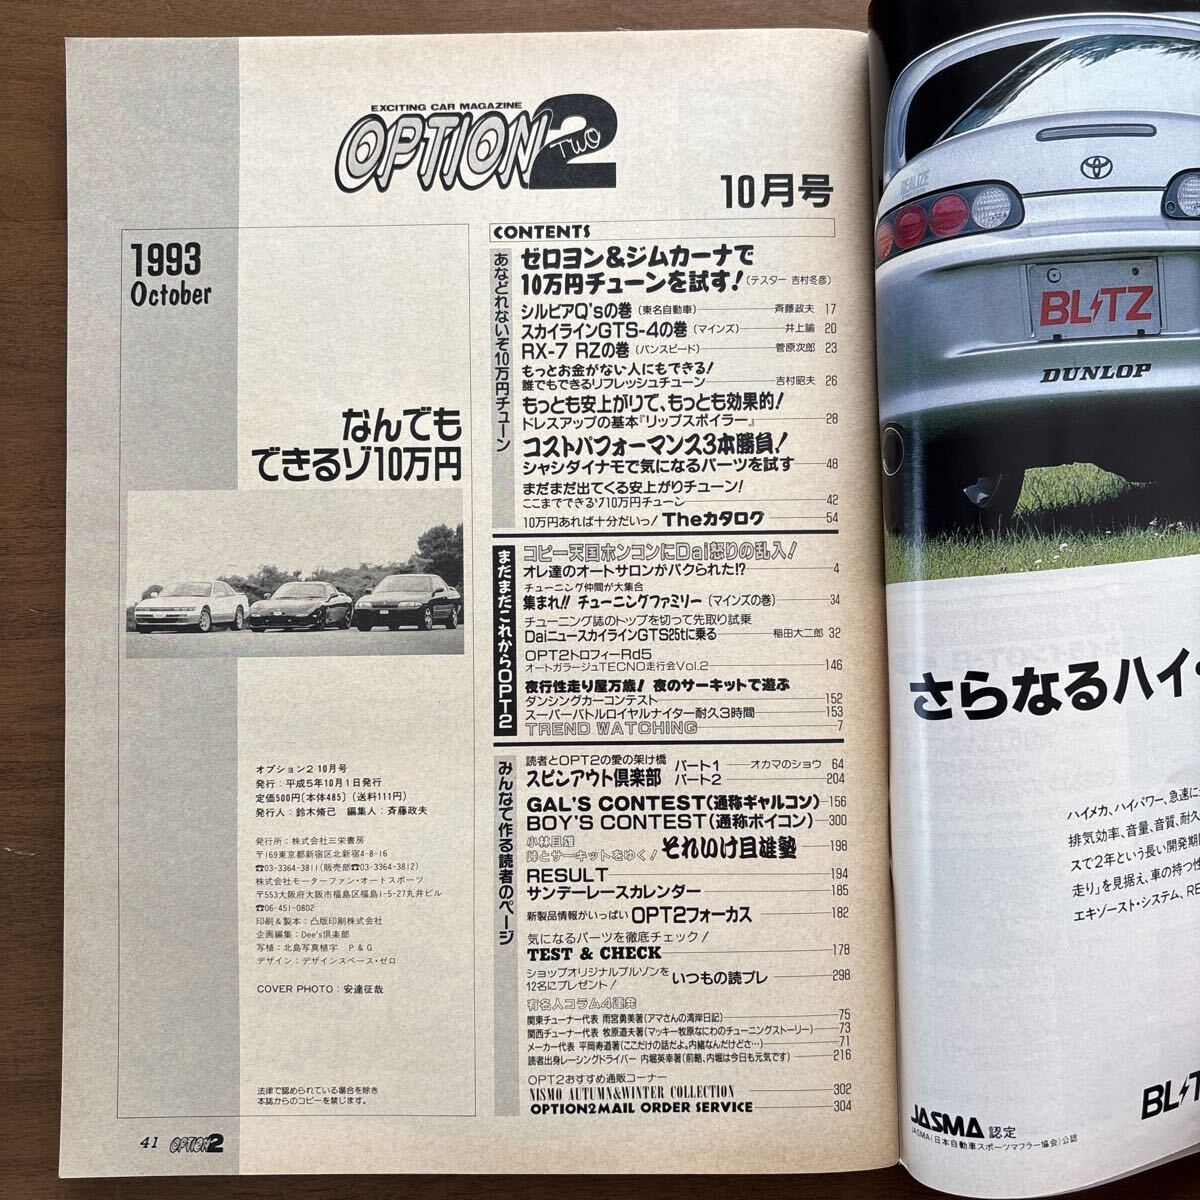 EXCITING CAR MAGAZINE
OPTION2
TWO
10月号
1993
October
なんでも
できるゾ10万円
オプション2 10月号
発行：平成5年10月1日発行
定価500円〔本体485〕（送料111円）
発行人：鈴木脩己　編集人：斉藤政夫
発行所：株式会社三栄書房
〒169東京都新宿区北新宿4-8-16
☎03-3364-3811（販売部☎03-3364-3812）
株式会社モーターファン・オートスポーツ
〒553大阪府大阪市福島区福島1-5-27丸井ビル
☎06-451-0802
印刷＆製本：凸版印刷株式会社
企画編集：Dee's倶楽部
写植：北島写真植字　P＆G
デザイン：デザインスペース・ゼロ
COVER PHOTO：安達征哉
法律で認められている場合を除き
本誌からのコピーを禁じます。
41 OPTION2
CONTENTS
あなどれないぞ10万円チューン
ゼロヨン&ジムカーナで
10万円チューンを試す!（テスター 吉村冬彦）
シルビアQ'sの巻（東名自動車）斉藤政夫 17
スカイラインGTS-4の巻（マインズ）井上諭 20
RX-7 RZの巻（パンスピード）菅原次郎 23
もっとお金がない人にもできる!
誰でもできるリフレッシュチューン 吉村昭夫 26
もっとも安上がりて、もっとも効果的!
ドレスアップの基本『リップスポイラー』 28
コストパフォーマンス3本勝負!
シャシダイナモで気になるパーツを試す 48
まだまだ出てくる安上がりチューン!
ここまでできるゾ10万円チューン 42
10万円あれば十分だいっ! Theカタログ 54
まだまだこれからOPT2
コピー天国ホンコンにDai怒りの乱入!
オレ達のオートサロンがパクられた!? 4
チューニング仲間が大集合
集まれ!! チューニングファミリー（マインズの巻） 34
チューニング誌のトップを切って先取り試乗
DaiニュースカイラインGTS25tに乗る 稲田大二郎 32
OPT2トロフィーRd5
オートガラージュTECNO走行会Vol.2 146
夜行性走り屋万歳! 夜のサーキットで遊ぶ
ダンシングカーコンテスト 152
スーパーバトルロイヤルナイター耐久3時間 153
TREND WATCHING 7
みんなで作る読者のページ
読者とOPT2の愛の架け橋
スピンアウト倶楽部 パート1 オカマのショウ 64
パート2 204
GAL'S CONTEST（通称ギャルコン） 156
BOY'S CONTEST（通称ボイコン） 300
小林且雄
峠とサーキットをゆく! それいけ且雄塾 198
RESULT 194
サンデーレースカレンダー 185
新製品情報がいっぱい OPT2フォーカス 182
気になるパーツを徹底チェック!
TEST & CHECK 178
ショップオリジナルブルゾンを
12名にプレゼント! いつもの読プレ 298
有名人コラム4連発
関東チューナー代表 雨宮勇美著（アマさんの湾岸日記） 75
関西チューナー代表 牧原道夫著（マッキー牧原なにわのチューニングストーリー） 73
メーカー代表 平岡寿道著（ここだけの話だよ。内緒なんだけどさ…） 71
読者出身レーシングドライバー 内堀英幸著（前略、内堀は今日も元気です） 216
OPT2おすすめ通販コーナー
NISMO AUTUMN&WINTER COLLECTION 302
OPTION2MAIL ORDER SERVICE 304
REALIZE
BLITZ
DUNLOP
さらなるハイ・
ハイメカ、ハイパワー、急速に
排気効率、音量、音質、耐久
スで2年という長い開発期
走り」を見据え、車の持つ性
エキゾースト・システム、RE
JASMA 認定
JASMA（日本自動車スポーツマフラー協会）公認
BLIT